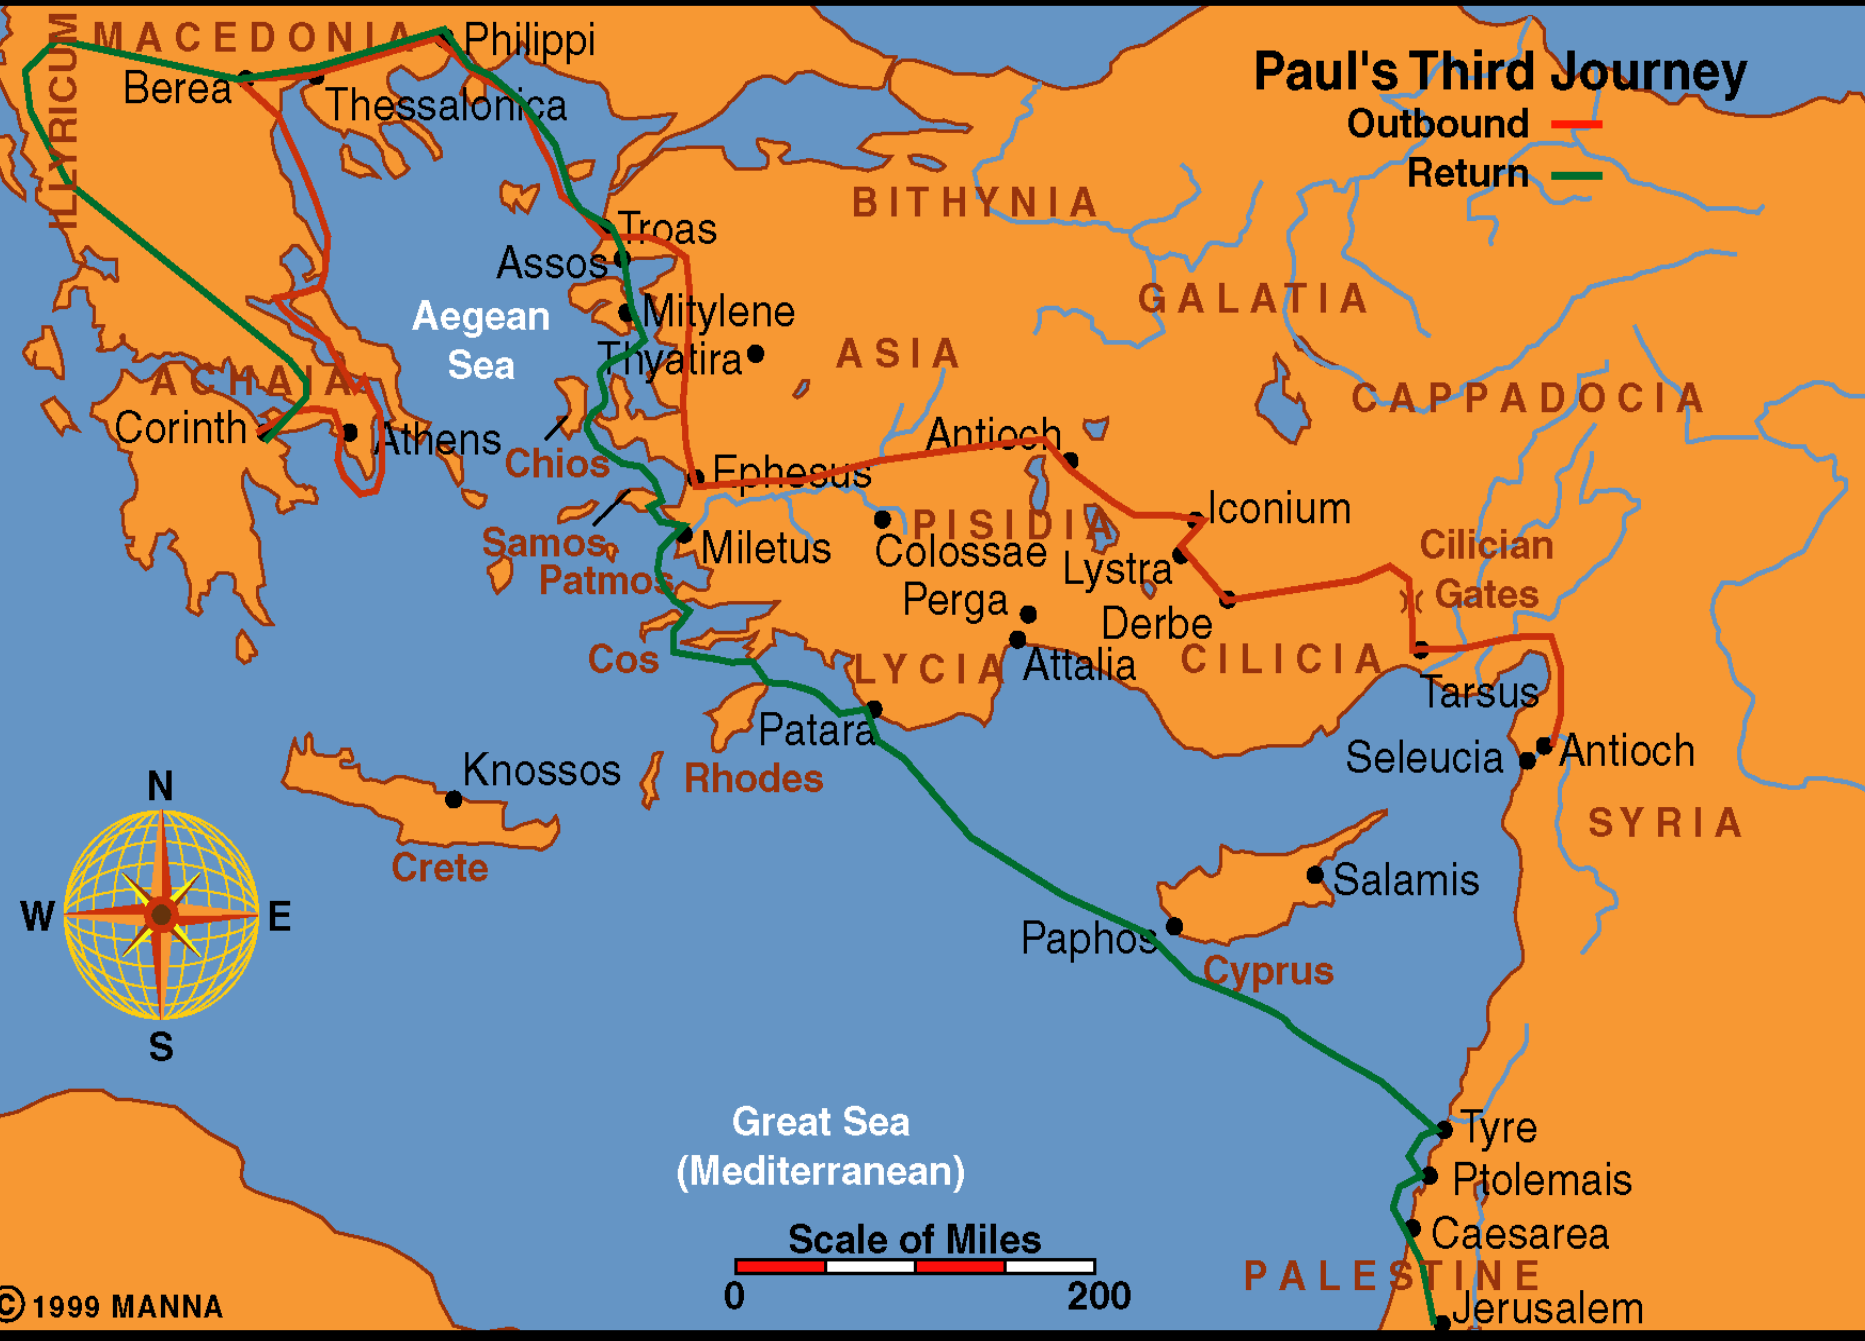 Paul's Third Journey
Outbound
Return
MACEDONIA
Philippi
ILLYRICUM
Berea
Thessalonica
BITHYNIA
Troas
Assos
Aegean
Sea
Mitylene
Thyatira
ASIA
GALATIA
CAPPADOCIA
ACHAIA
Corinth
Athens
Chios
Antioch
Ephesus
Iconium
PISIDIA
Colossae
Samos
Patmos
Miletus
Lystra
Cilician
Gates
Perga
Derbe
Cos
LYCIA
Attalia
CILICIA
Tarsus
Patara
Seleucia
Antioch
Knossos
Rhodes
SYRIA
Crete
Salamis
Paphos
Cyprus
N
W
E
S
Great Sea
(Mediterranean)
Tyre
Ptolemais
Caesarea
PALESTINE
Jerusalem
Scale of Miles
0
200
© 1999 MANNA